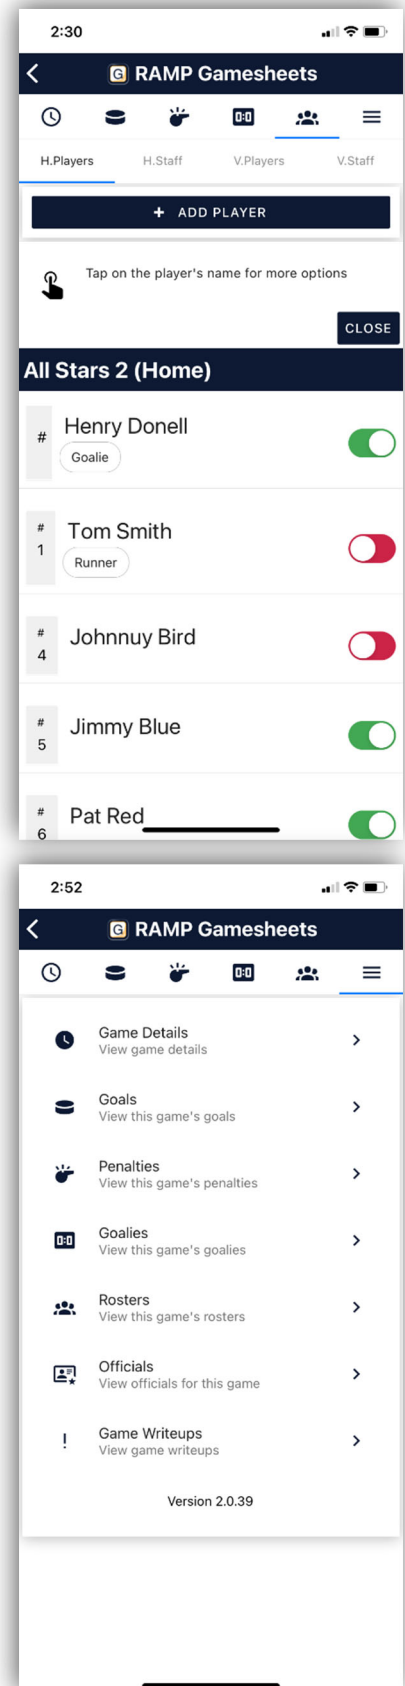 2:30
G RAMP Gamesheets
0:0
H.Players H.Staff V.Players V.Staff
+ ADD PLAYER
Tap on the player's name for more options
CLOSE
All Stars 2 (Home)
# Henry Donell
Goalie
# Tom Smith
1 Runner
# Johnnuy Bird
4
# Jimmy Blue
5
# Pat Red
6
2:52
G RAMP Gamesheets
0:0
Game Details
View game details
Goals
View this game's goals
Penalties
View this game's penalties
0:0 Goalies
View this game's goalies
Rosters
View this game's rosters
Officials
View officials for this game
! Game Writeups
View game writeups
Version 2.0.39